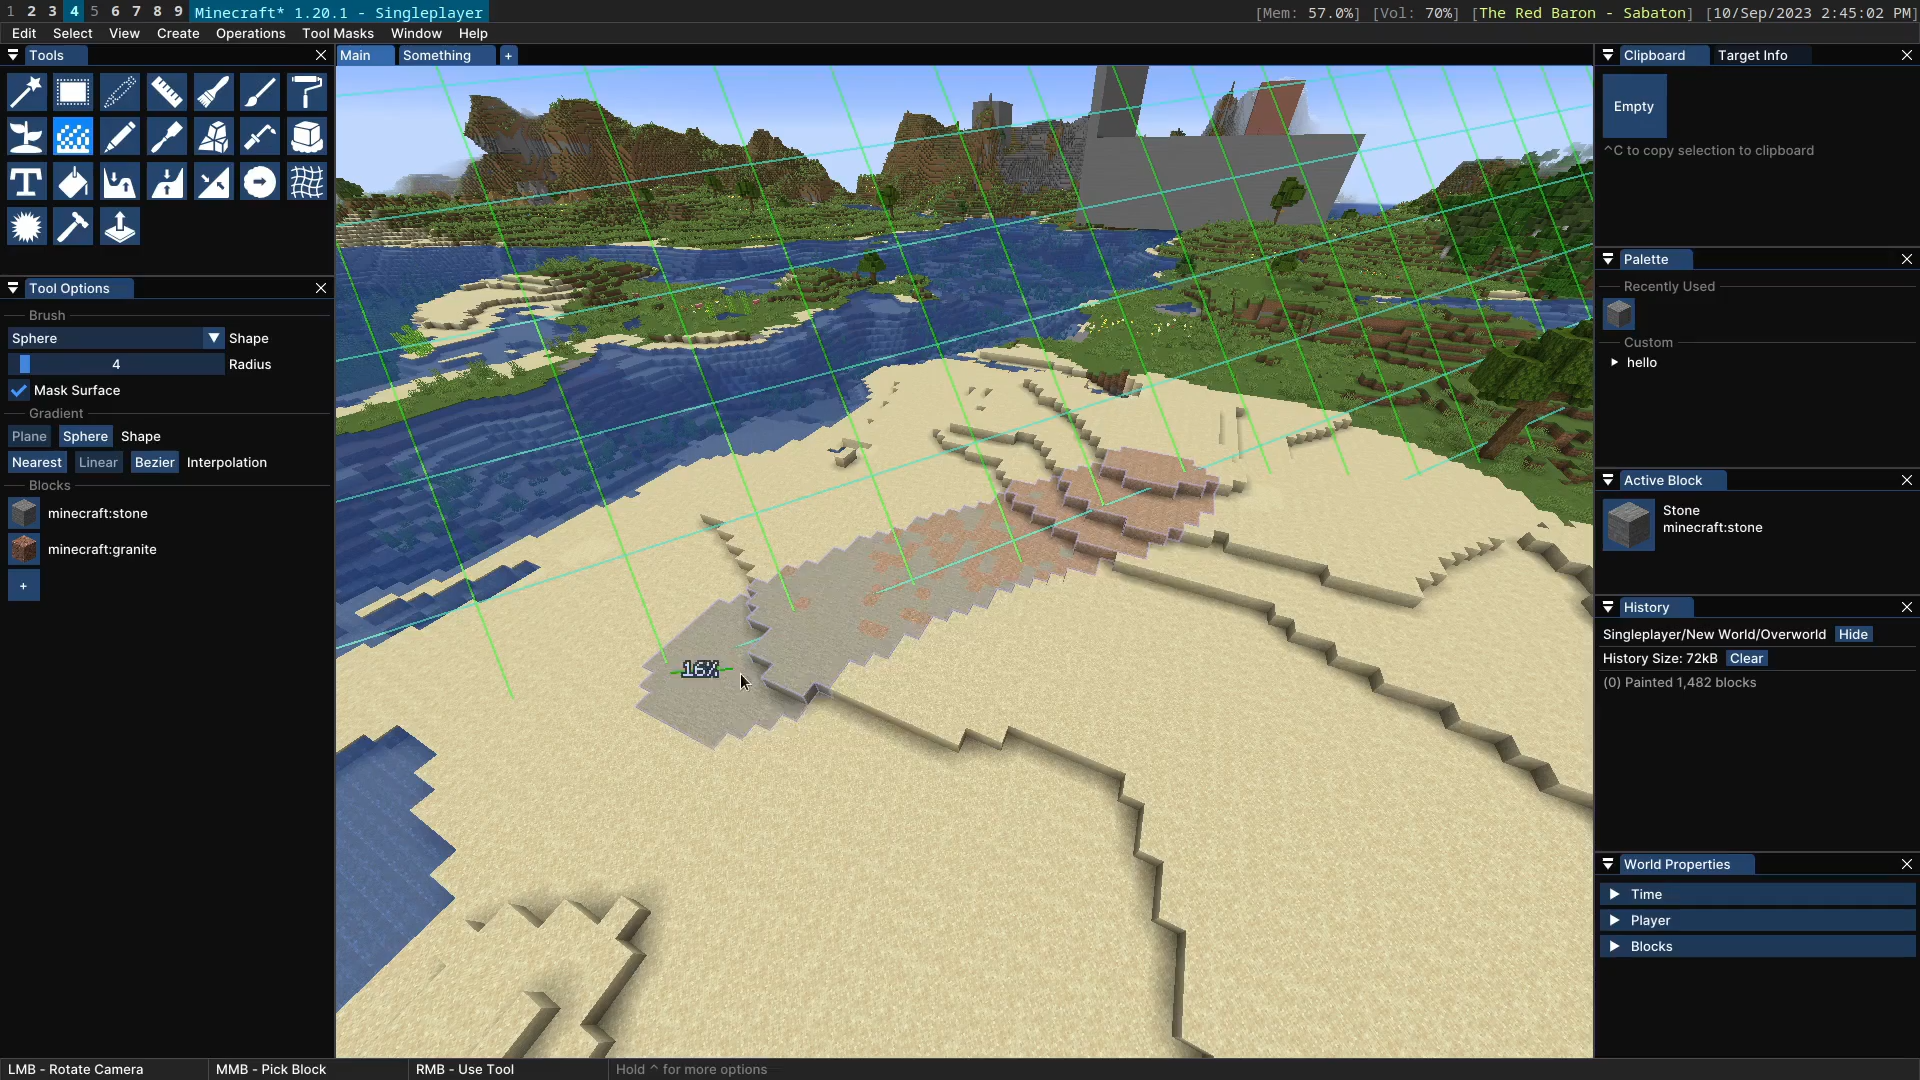 1 2 3 4 5 6 7 8 9 Minecraft* 1.20.1 - Singleplayer [Mem: 57.0%] [Vol: 70%] [The Red Baron - Sabaton] [10/Sep/2023 2:45:02 PM]
Edit Select View Create Operations Tool Masks Window Help
Tools
Tool Options
Brush
Sphere Shape
4 Radius
Mask Surface
Gradient
Plane Sphere Shape
Nearest Linear Bezier Interpolation
Blocks
minecraft:stone
minecraft:granite
+
Main Something +
16%
Clipboard Target Info
Empty
^C to copy selection to clipboard
Palette
Recently Used
Custom
hello
Active Block
Stone
minecraft:stone
History
Singleplayer/New World/Overworld Hide
History Size: 72kB Clear
(0) Painted 1,482 blocks
World Properties
Time
Player
Blocks
LMB - Rotate Camera MMB - Pick Block RMB - Use Tool Hold ^ for more options